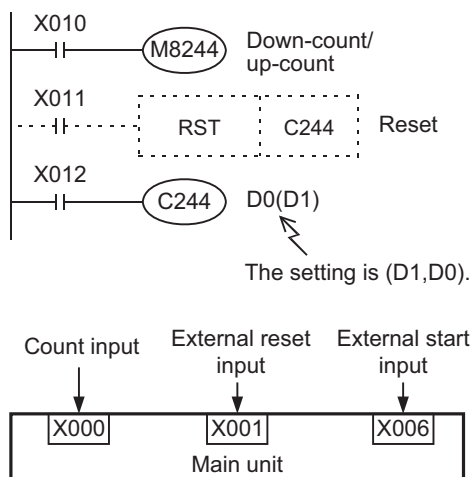 X010
M8244
Down-count/
up-count
X011
RST
C244
Reset
X012
C244
D0(D1)
The setting is (D1,D0).
Count input
External reset
input
External start
input
X000
X001
X006
Main unit